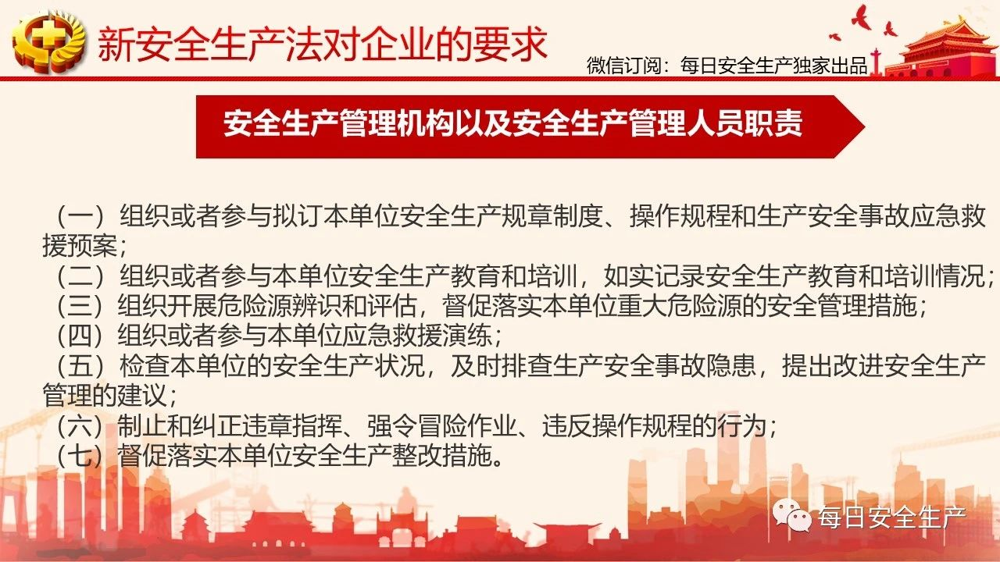 新安全生产法对企业的要求
微信订阅：每日安全生产独家出品
安全生产管理机构以及安全生产管理人员职责
（一）组织或者参与拟订本单位安全生产规章制度、操作规程和生产安全事故应急救
援预案；
（二）组织或者参与本单位安全生产教育和培训，如实记录安全生产教育和培训情况；
（三）组织开展危险源辨识和评估，督促落实本单位重大危险源的安全管理措施；
（四）组织或者参与本单位应急救援演练；
（五）检查本单位的安全生产状况，及时排查生产安全事故隐患，提出改进安全生产
管理的建议；
（六）制止和纠正违章指挥、强令冒险作业、违反操作规程的行为；
（七）督促落实本单位安全生产整改措施。
每日安全生产